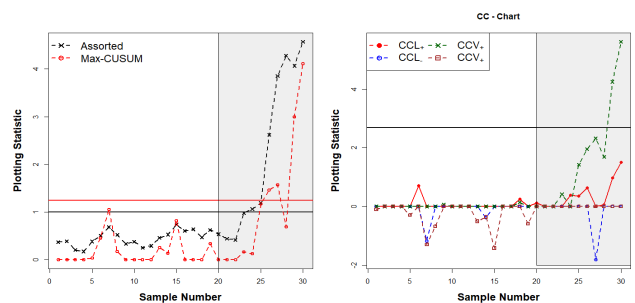 CC - Chart
Assorted
Max-CUSUM
CCL+ CCV+
CCL- CCV+
Plotting Statistic
0 1 2 3 4
0 5 10 15 20 25 30
Sample Number
Plotting Statistic
-2 0 2 4
0 5 10 15 20 25 30
Sample Number